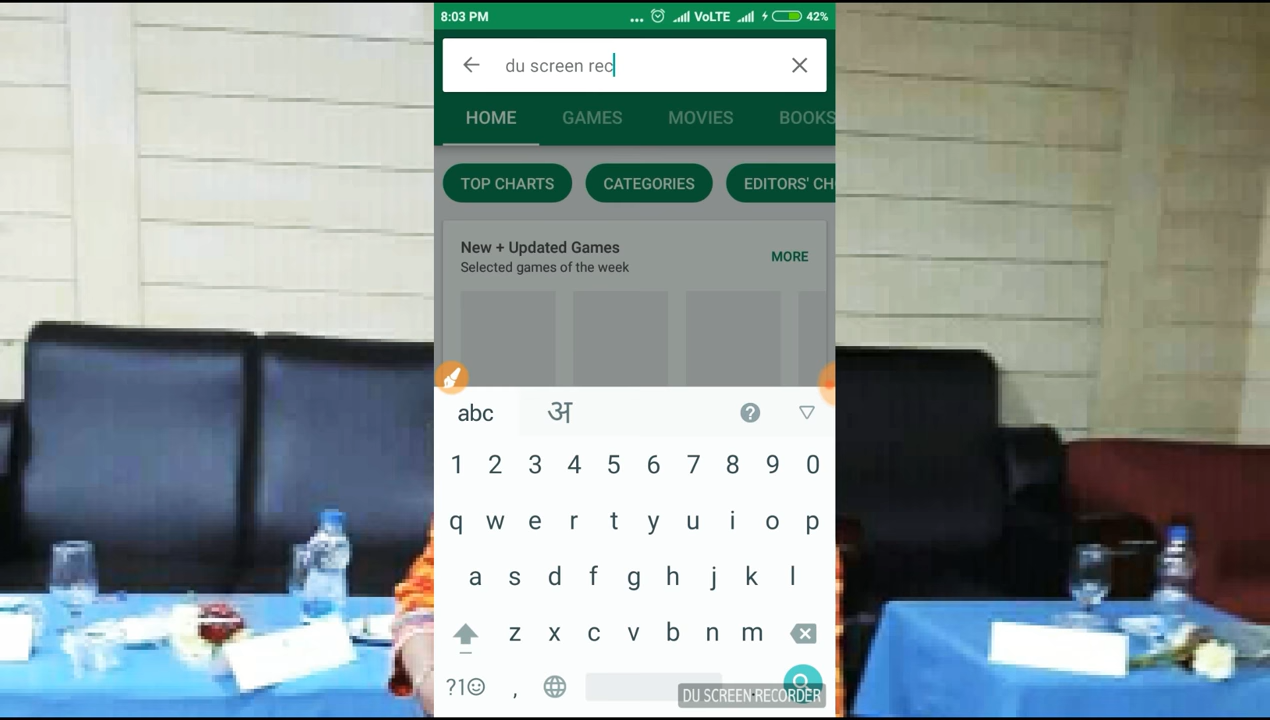 8:03 PM ... VoLTE 42%
du screen rec
HOME GAMES MOVIES BOOKS
TOP CHARTS CATEGORIES EDITORS' CH
New + Updated Games
MORE
Selected games of the week
abc अ ?
1 2 3 4 5 6 7 8 9 0
q w e r t y u i o p
a s d f g h j k l
z x c v b n m
?1☺ , .
DU SCREEN RECORDER